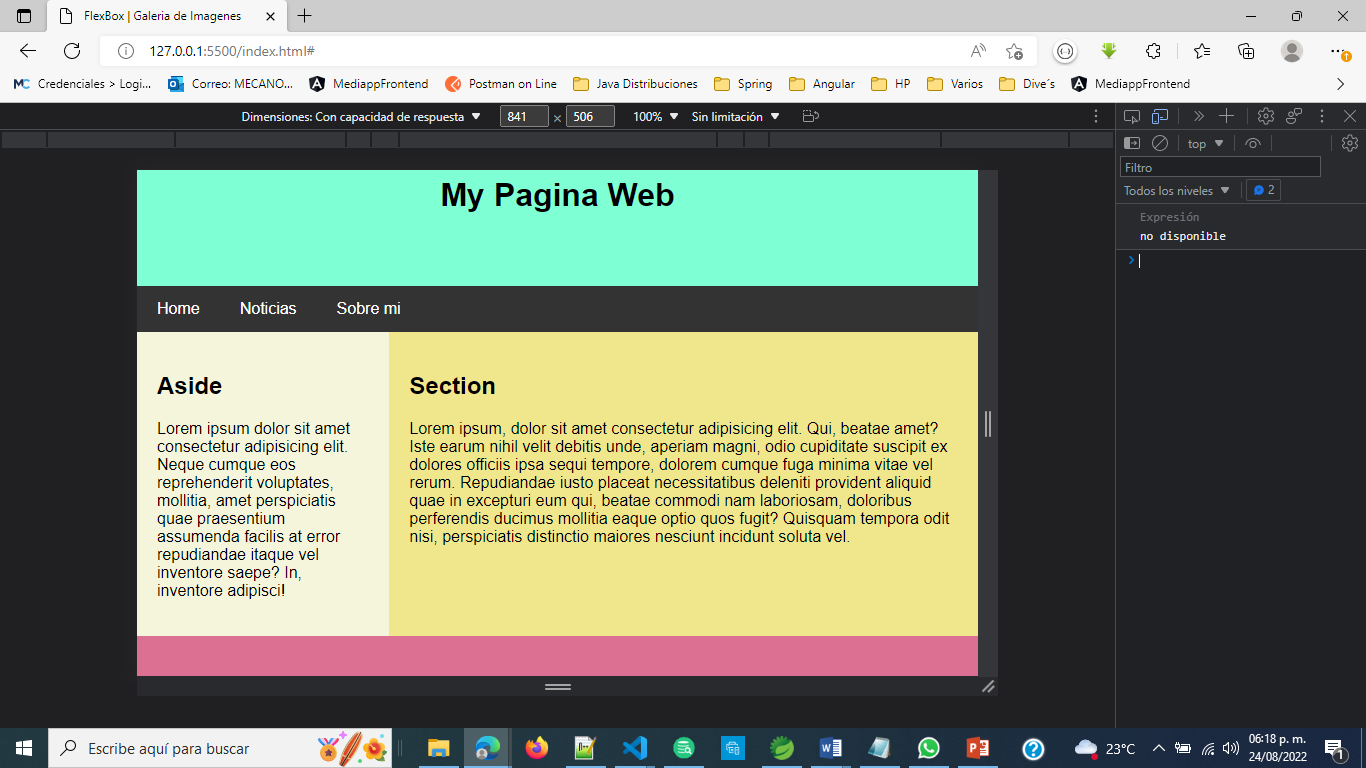 FlexBox | Galeria de Imagenes
127.0.0.1:5500/index.html#
Credenciales > Logi...
Correo: MECANO...
MediappFrontend
Postman on Line
Java Distribuciones
Spring
Angular
HP
Varios
Dive´s
MediappFrontend
Dimensiones: Con capacidad de respuesta
841 × 506
100%
Sin limitación
top
Filtro
Todos los niveles
2
Expresión
no disponible
My Pagina Web
Home
Noticias
Sobre mi
Aside
Lorem ipsum dolor sit amet
consectetur adipisicing elit.
Neque cumque eos
reprehenderit voluptates,
mollitia, amet perspiciatis
quae praesentium
assumenda facilis at error
repudiandae itaque vel
inventore saepe? In,
inventore adipisci!
Section
Lorem ipsum, dolor sit amet consectetur adipisicing elit. Qui, beatae amet?
Iste earum nihil velit debitis unde, aperiam magni, odio cupiditate suscipit ex
dolores officiis ipsa sequi tempore, dolorem cumque fuga minima vitae vel
rerum. Repudiandae iusto placeat necessitatibus deleniti provident aliquid
quae in excepturi eum qui, beatae commodi nam laboriosam, doloribus
perferendis ducimus mollitia eaque optio quos fugit? Quisquam tempora odit
nisi, perspiciatis distinctio maiores nesciunt incidunt soluta vel.
Escribe aquí para buscar
23°C
06:18 p. m.
24/08/2022
1